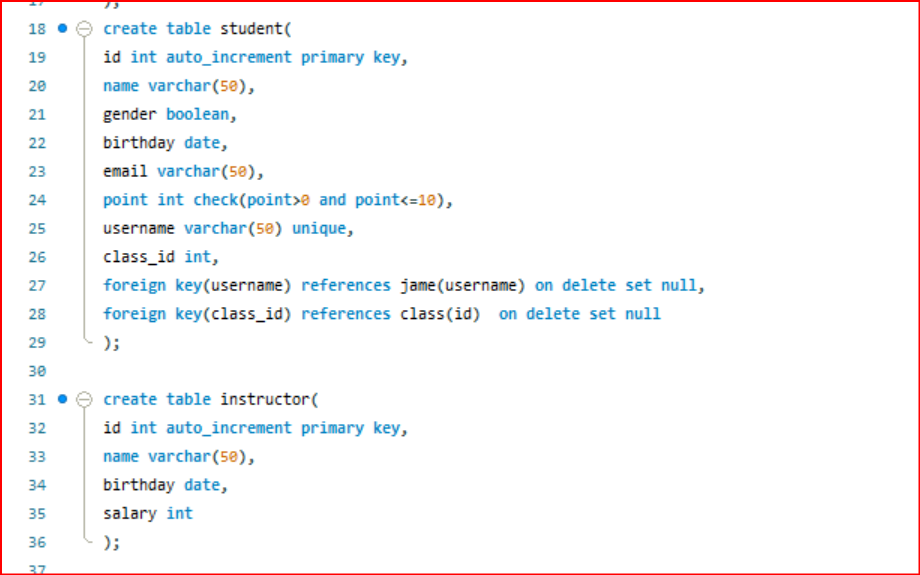 17 );
18 create table student(
19 id int auto_increment primary key,
20 name varchar(50),
21 gender boolean,
22 birthday date,
23 email varchar(50),
24 point int check(point>0 and point<=10),
25 username varchar(50) unique,
26 class_id int,
27 foreign key(username) references jame(username) on delete set null,
28 foreign key(class_id) references class(id)  on delete set null
29 );
30
31 create table instructor(
32 id int auto_increment primary key,
33 name varchar(50),
34 birthday date,
35 salary int
36 );
37